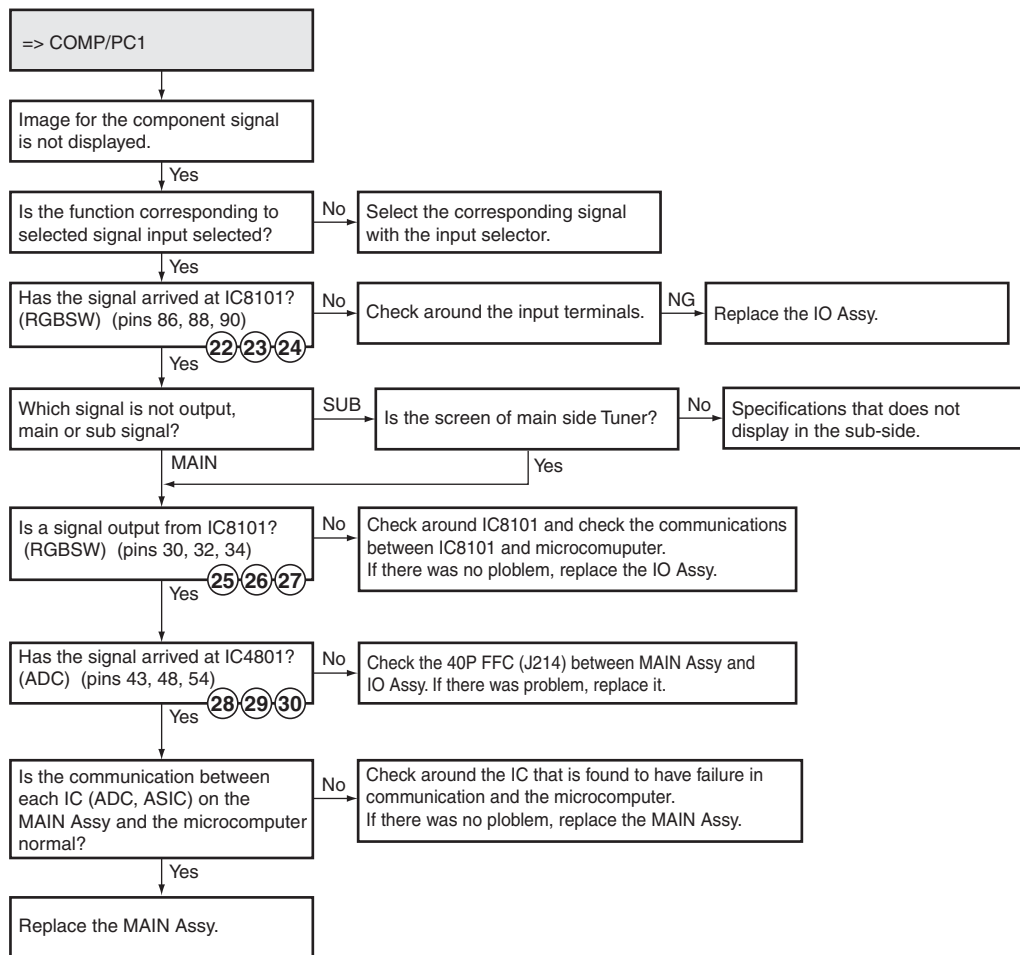 => COMP/PC1
Image for the component signal
is not displayed.
Yes
Is the function corresponding to
selected signal input selected?
No
Select the corresponding signal
with the input selector.
Yes
Has the signal arrived at IC8101?
(RGBSW) (pins 86, 88, 90)
22 23 24
No
Check around the input terminals.
NG
Replace the IO Assy.
Yes
Which signal is not output,
main or sub signal?
SUB
Is the screen of main side Tuner?
No
Specifications that does not
display in the sub-side.
MAIN
Yes
Is a signal output from IC8101?
(RGBSW) (pins 30, 32, 34)
25 26 27
No
Check around IC8101 and check the communications
between IC8101 and microcomuputer.
If there was no ploblem, replace the IO Assy.
Yes
Has the signal arrived at IC4801?
(ADC) (pins 43, 48, 54)
28 29 30
No
Check the 40P FFC (J214) between MAIN Assy and
IO Assy. If there was problem, replace it.
Yes
Is the communication between
each IC (ADC, ASIC) on the
MAIN Assy and the microcomputer
normal?
No
Check around the IC that is found to have failure in
communication and the microcomputer.
If there was no ploblem, replace the MAIN Assy.
Yes
Replace the MAIN Assy.